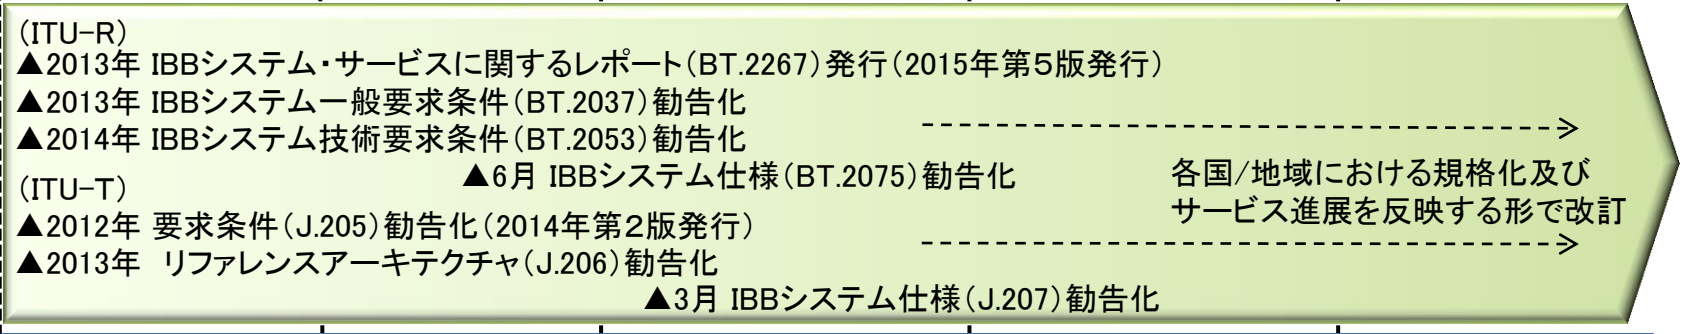 (ITU-R)
▲2013年 IBBシステム・サービスに関するレポート(BT.2267)発行(2015年第5版発行)
▲2013年 IBBシステム一般要求条件(BT.2037)勧告化
▲2014年 IBBシステム技術要求条件(BT.2053)勧告化
▲6月 IBBシステム仕様(BT.2075)勧告化
(ITU-T)
▲2012年 要求条件(J.205)勧告化(2014年第2版発行)
▲2013年 リファレンスアーキテクチャ(J.206)勧告化
▲3月 IBBシステム仕様(J.207)勧告化
各国/地域における規格化及び
サービス進展を反映する形で改訂